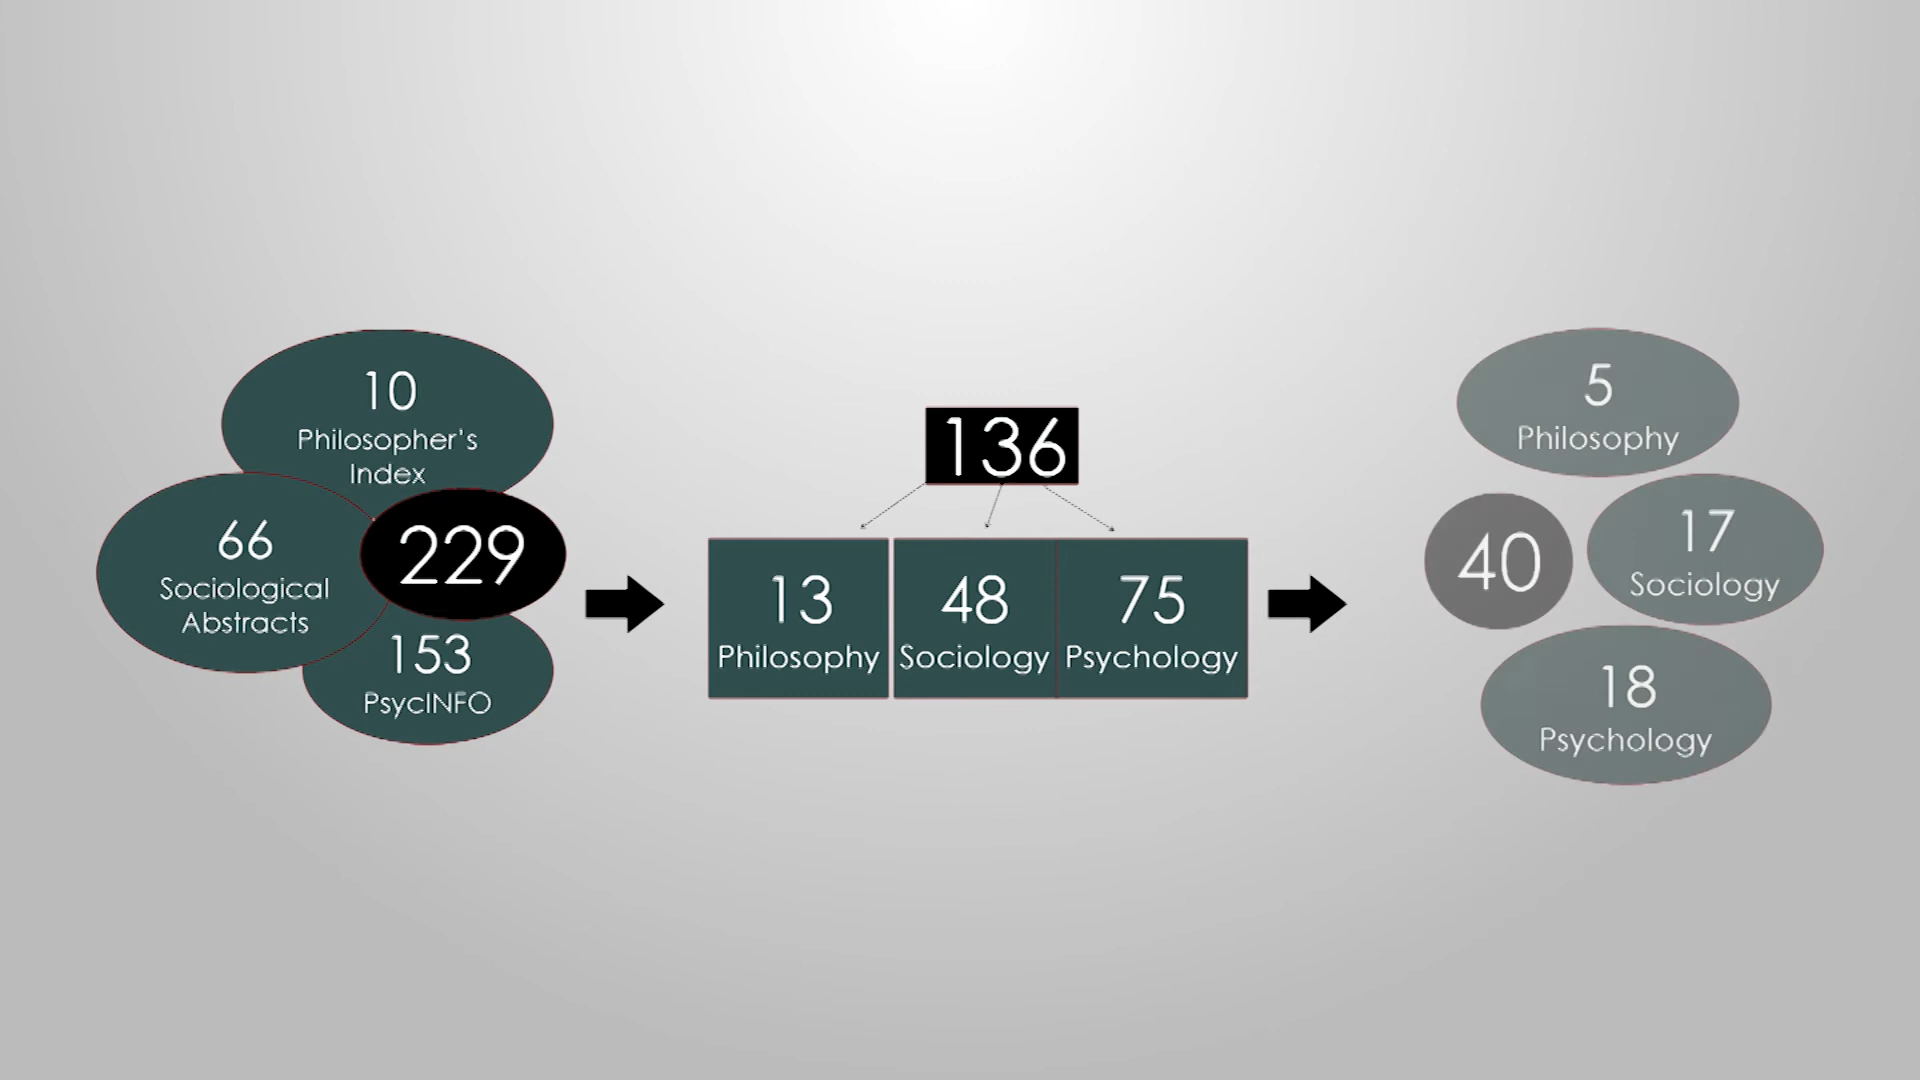 10
Philosopher's
Index
66
Sociological
Abstracts
229
153
PsycINFO
136
13
Philosophy
48
Sociology
75
Psychology
5
Philosophy
40
17
Sociology
18
Psychology